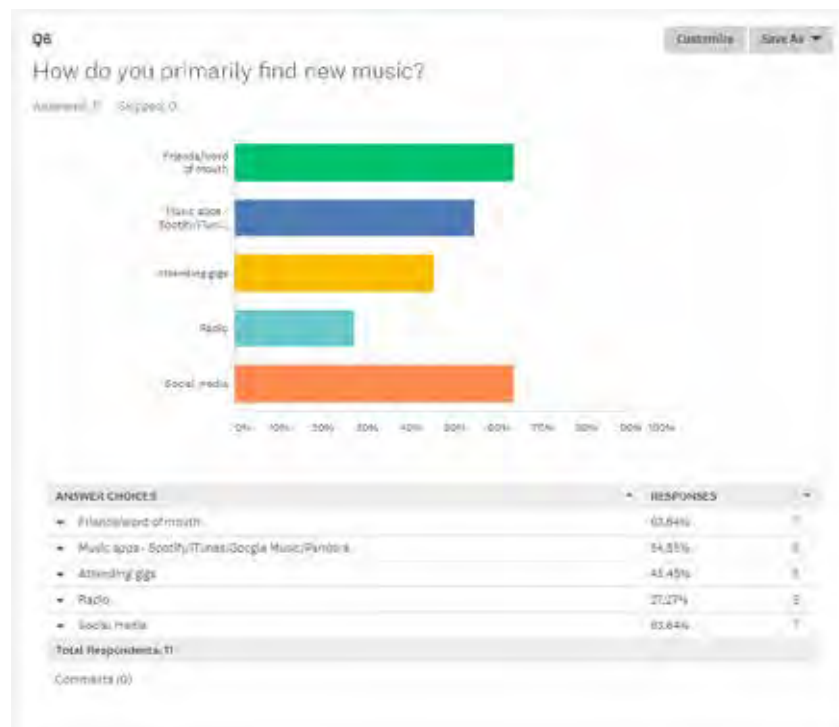 Q6
Customize Save As
How do you primarily find new music?
Answered: 11 Skipped: 0
Friends/word
of mouth
Music apps -
Spotify/iTun...
Attending gigs
Radio
Social media
0% 10% 20% 30% 40% 50% 60% 70% 80% 90% 100%
ANSWER CHOICES RESPONSES
Friends/word of mouth 63.64% 7
Music apps - Spotify/iTunes/Google Music/Pandora 54.55% 6
Attending gigs 45.45% 5
Radio 27.27% 3
Social media 63.64% 7
Total Respondents: 11
Comments (0)